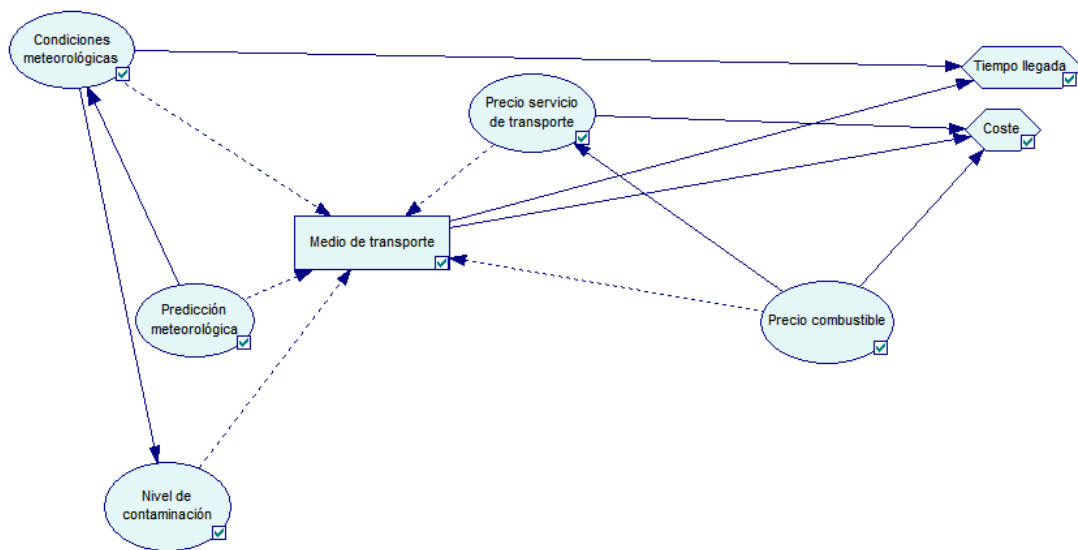 Condiciones
meteorológicas
Tiempo llegada
Precio servicio
de transporte
Coste
Medio de transporte
Predicción
meteorológica
Precio combustible
Nivel de
contaminación